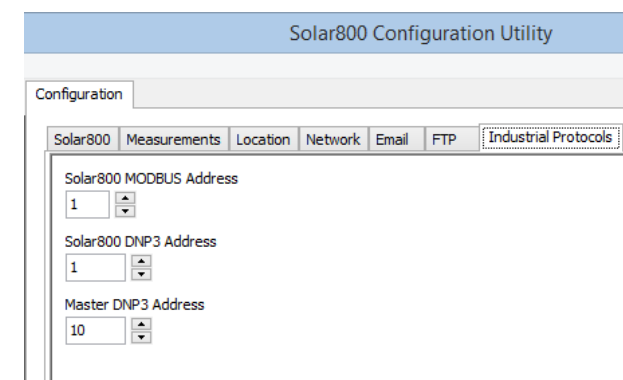 Solar800 Configuration Utility
Configuration
Solar800 Measurements Location Network Email FTP Industrial Protocols
Solar800 MODBUS Address
1
Solar800 DNP3 Address
1
Master DNP3 Address
10